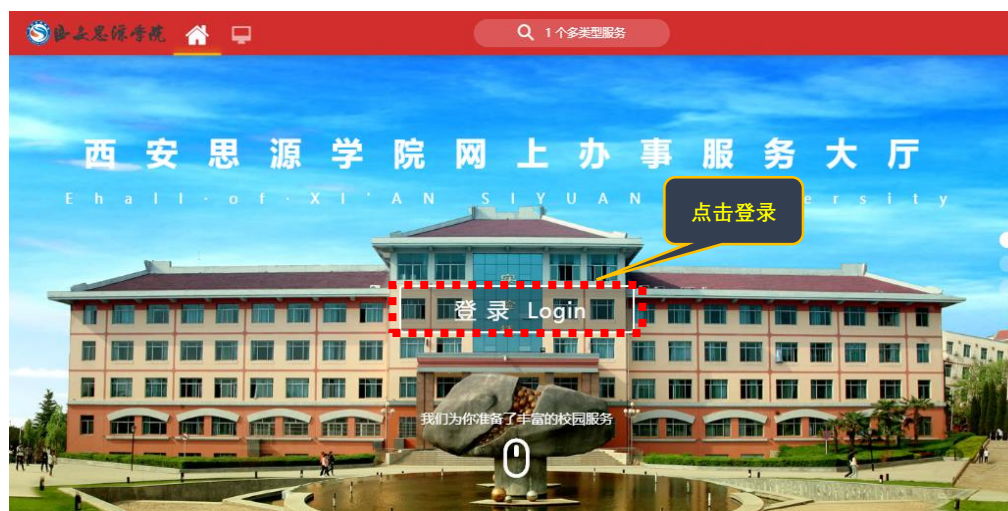 西安思源学院
1 个多类型服务
西安思源学院网上办事服务大厅
Ehall·of·XI'AN SIYUAN ersity
点击登录
登录 Login
我们为你准备了丰富的校园服务